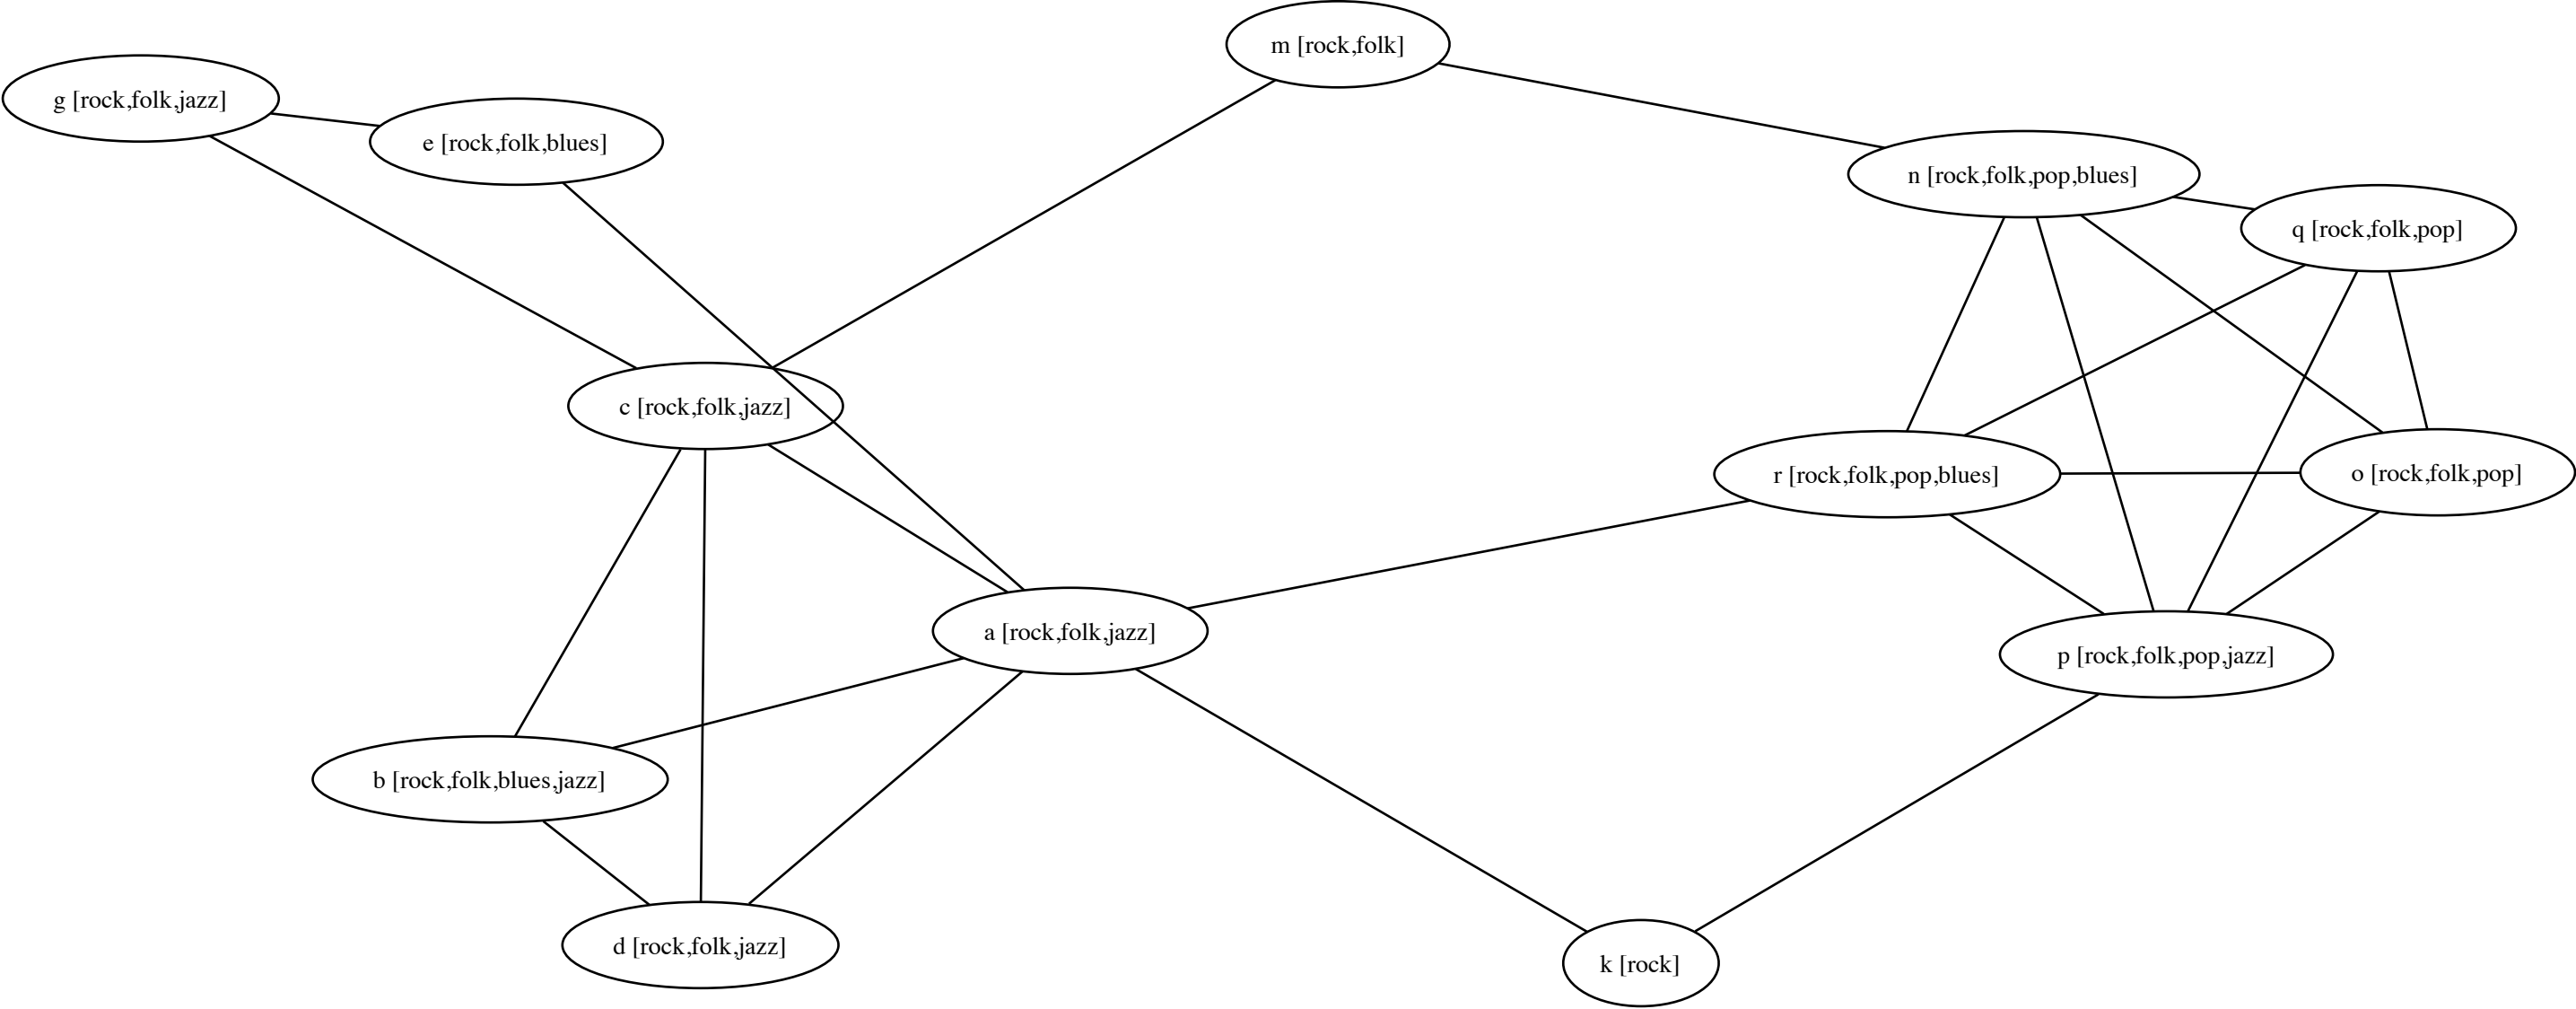 m [rock,folk]
g [rock,folk,jazz]
e [rock,folk,blues]
n [rock,folk,pop,blues]
q [rock,folk,pop]
c [rock,folk,jazz]
r [rock,folk,pop,blues]
o [rock,folk,pop]
a [rock,folk,jazz]
p [rock,folk,pop,jazz]
b [rock,folk,blues,jazz]
d [rock,folk,jazz]
k [rock]